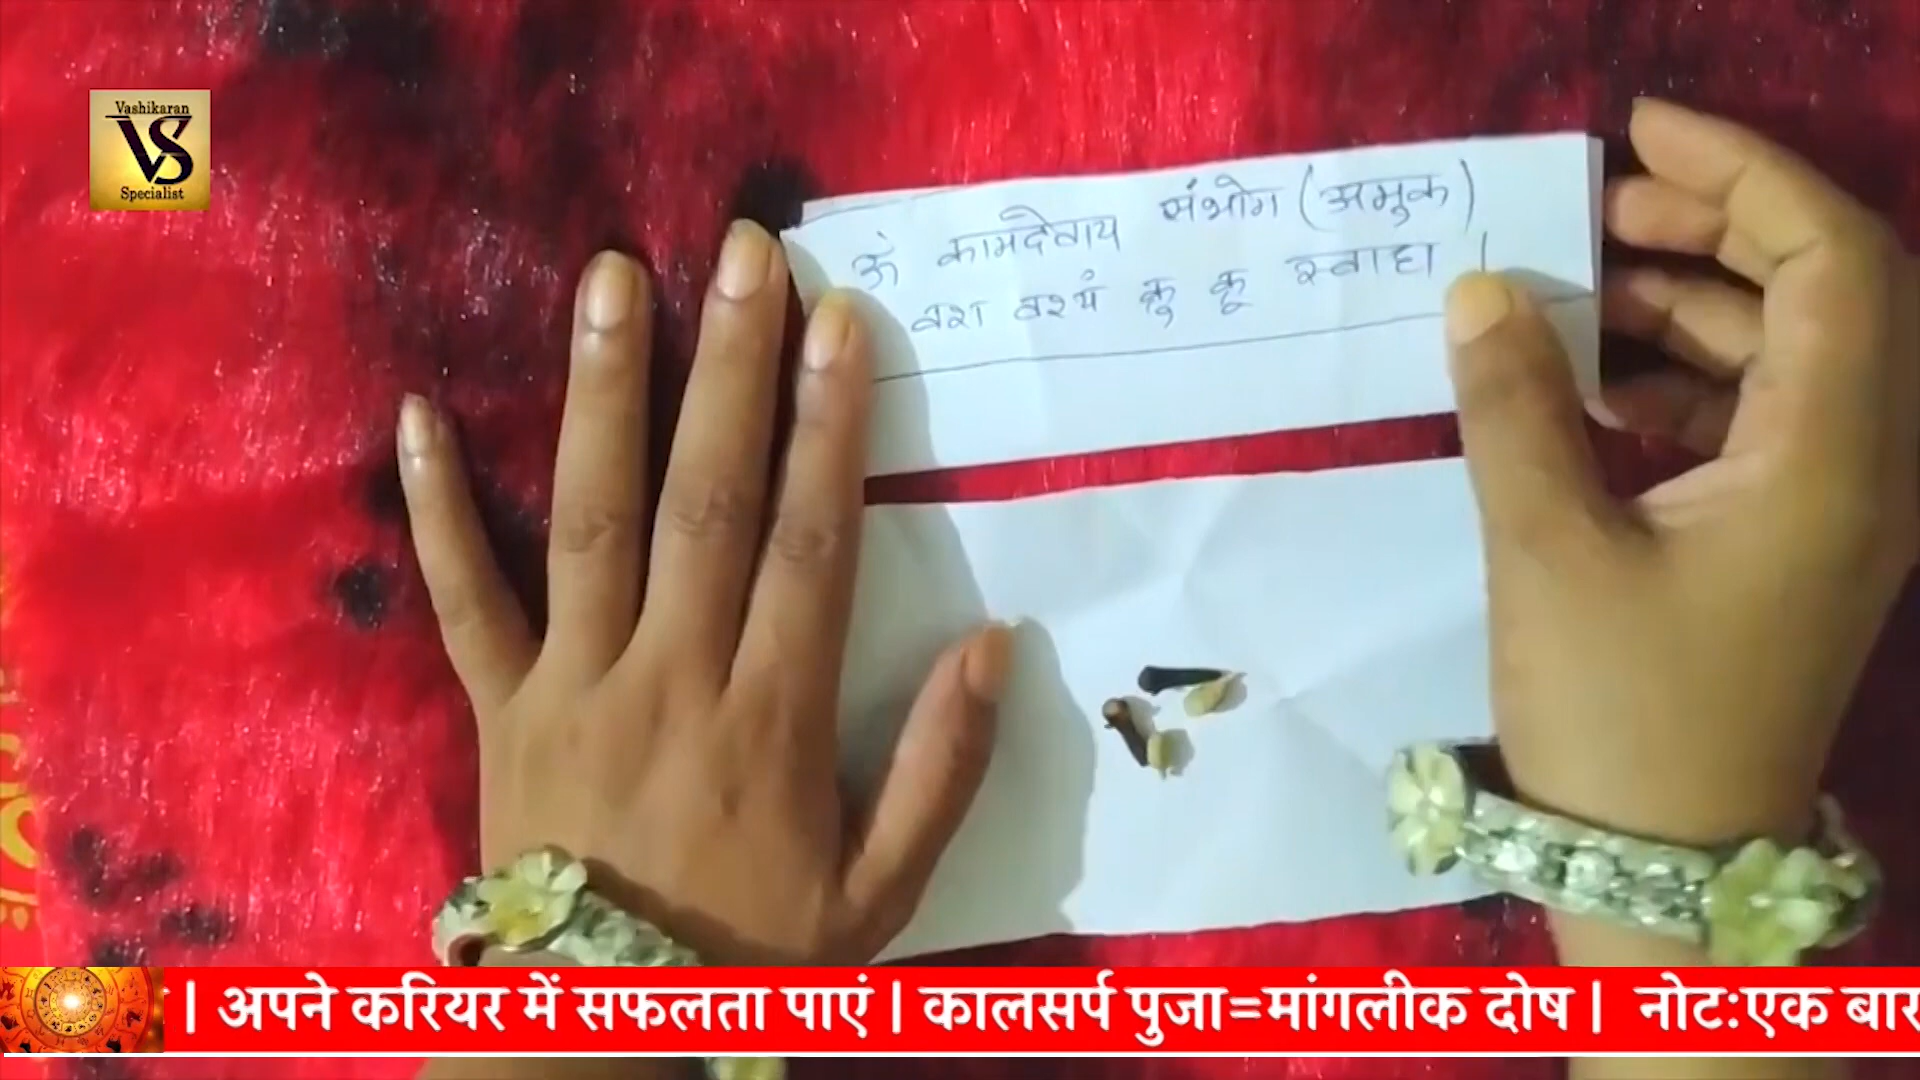 Vashikaran
VS
Specialist
ॐ कामदेवाय संभोग (अमुक)
वश वश्यं कु कू स्वाहा ।
| अपने करियर में सफलता पाएं | कालसर्प पुजा=मांगलीक दोष | नोट:एक बार